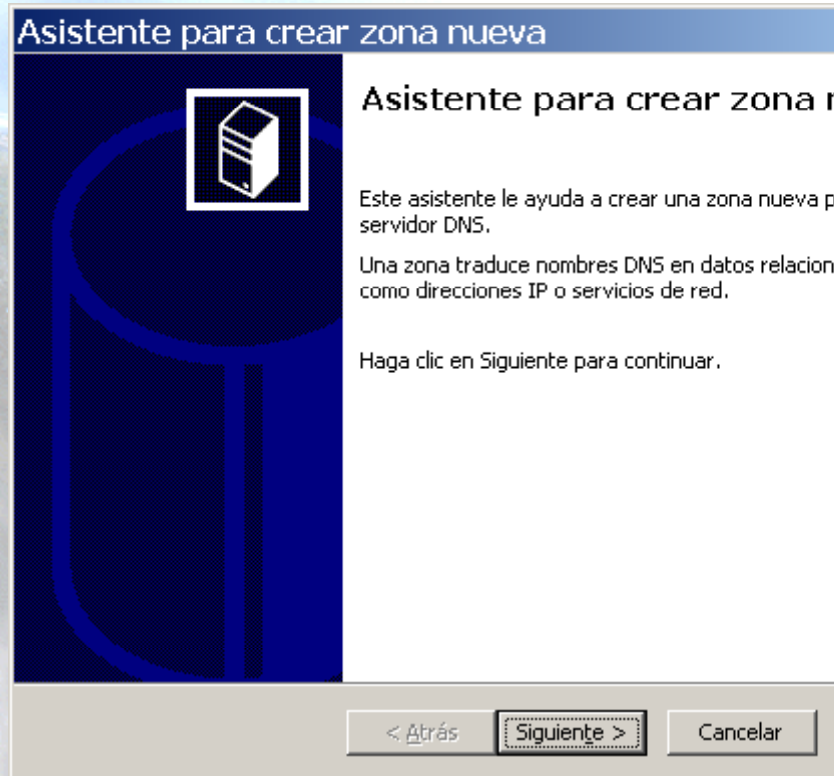 Asistente para crear zona nueva
Asistente para crear zona
Este asistente le ayuda a crear una zona nueva
servidor DNS.
Una zona traduce nombres DNS en datos
como direcciones IP o servicios de red.
Haga clic en Siguiente para continuar.
< Atrás
Siguiente >
Cancelar